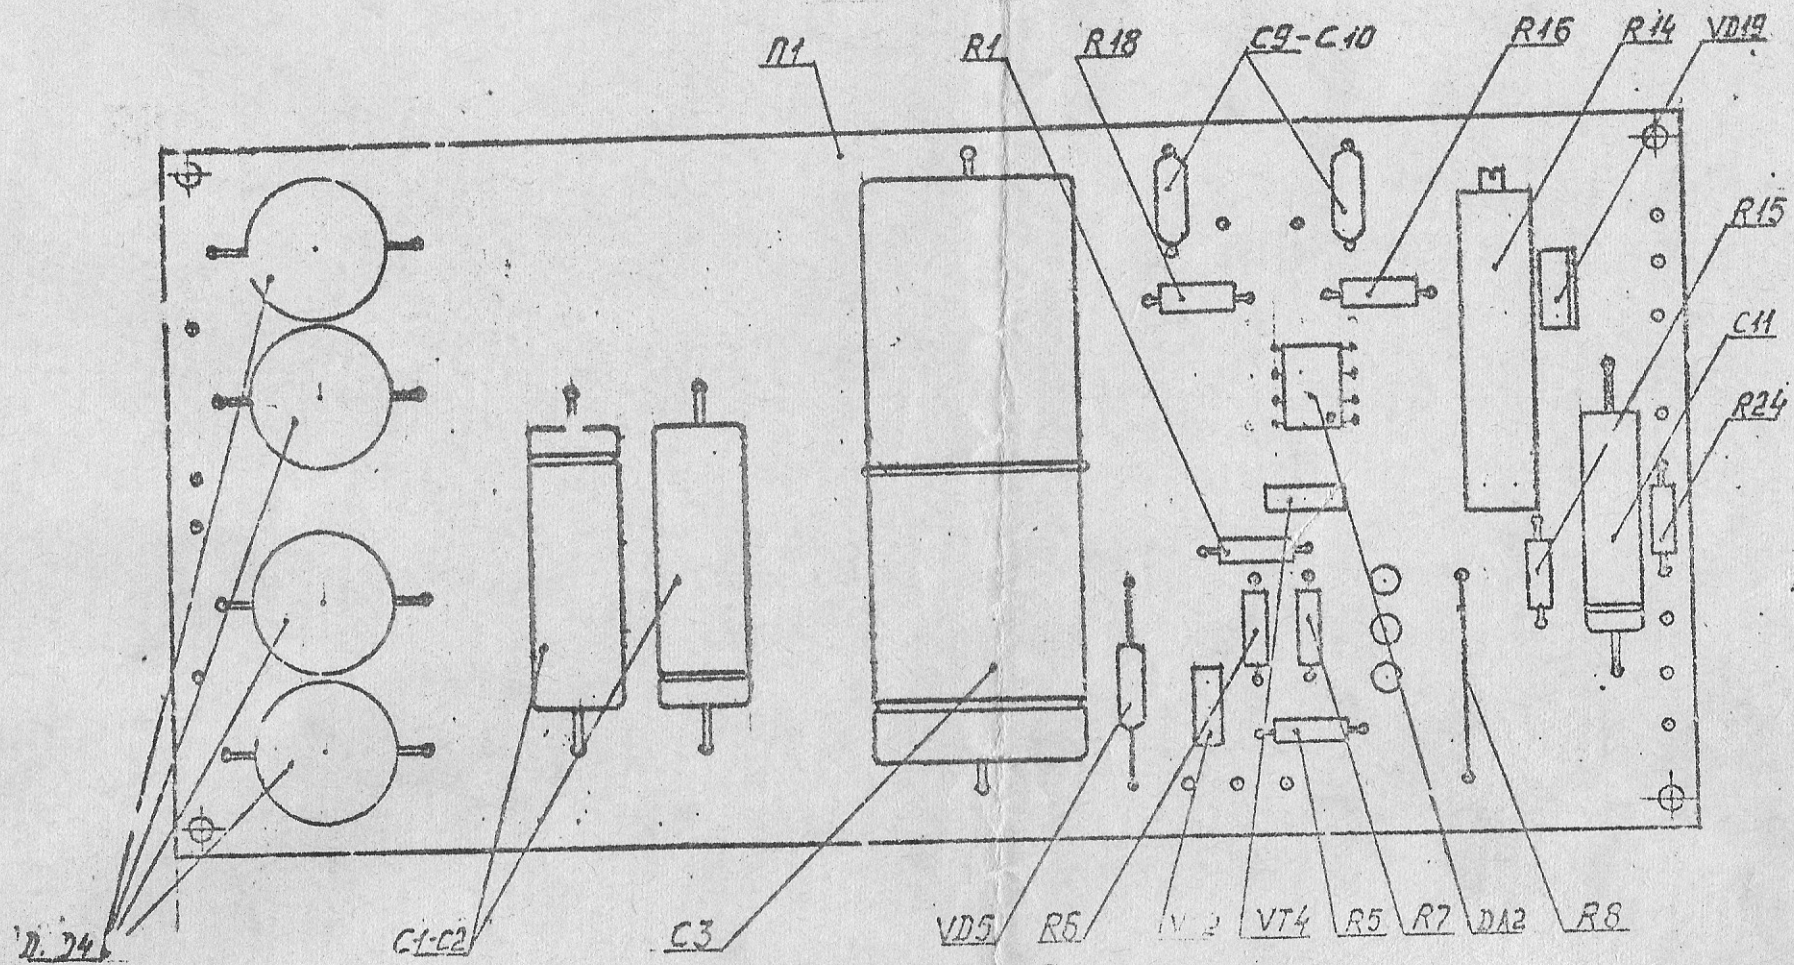 П1
R1
R18
C9-C10
R16
R14
VD19
R15
C11
R24
C1-C2
C3
VD5
R6
VT4
R5
R7
DA2
R8